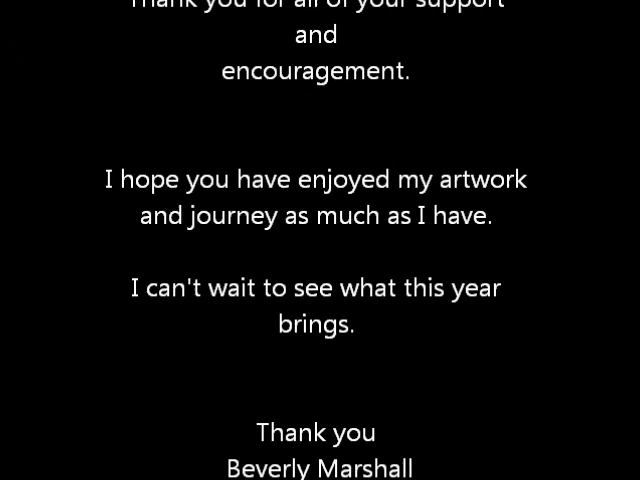 Thank you for all of your support
and
encouragement.
I hope you have enjoyed my artwork
and journey as much as I have.
I can't wait to see what this year
brings.
Thank you
Beverly Marshall